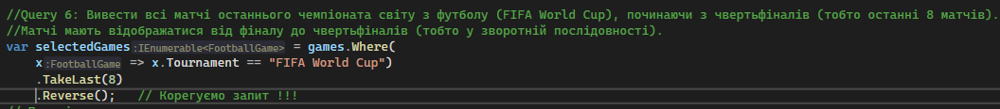 //Query 6: Вивести всі матчі останнього чемпіоната світу з футболу (FIFA World Cup), починаючи з чвертьфіналів (тобто останні 8 матчів).
//Матчі мають відображатися від фіналу до чвертьфіналів (тобто у зворотній послідовності).
var selectedGames :IEnumerable<FootballGame> = games.Where(
x :FootballGame => x.Tournament == "FIFA World Cup")
.TakeLast(8)
.Reverse(); // Корегуємо запит !!!